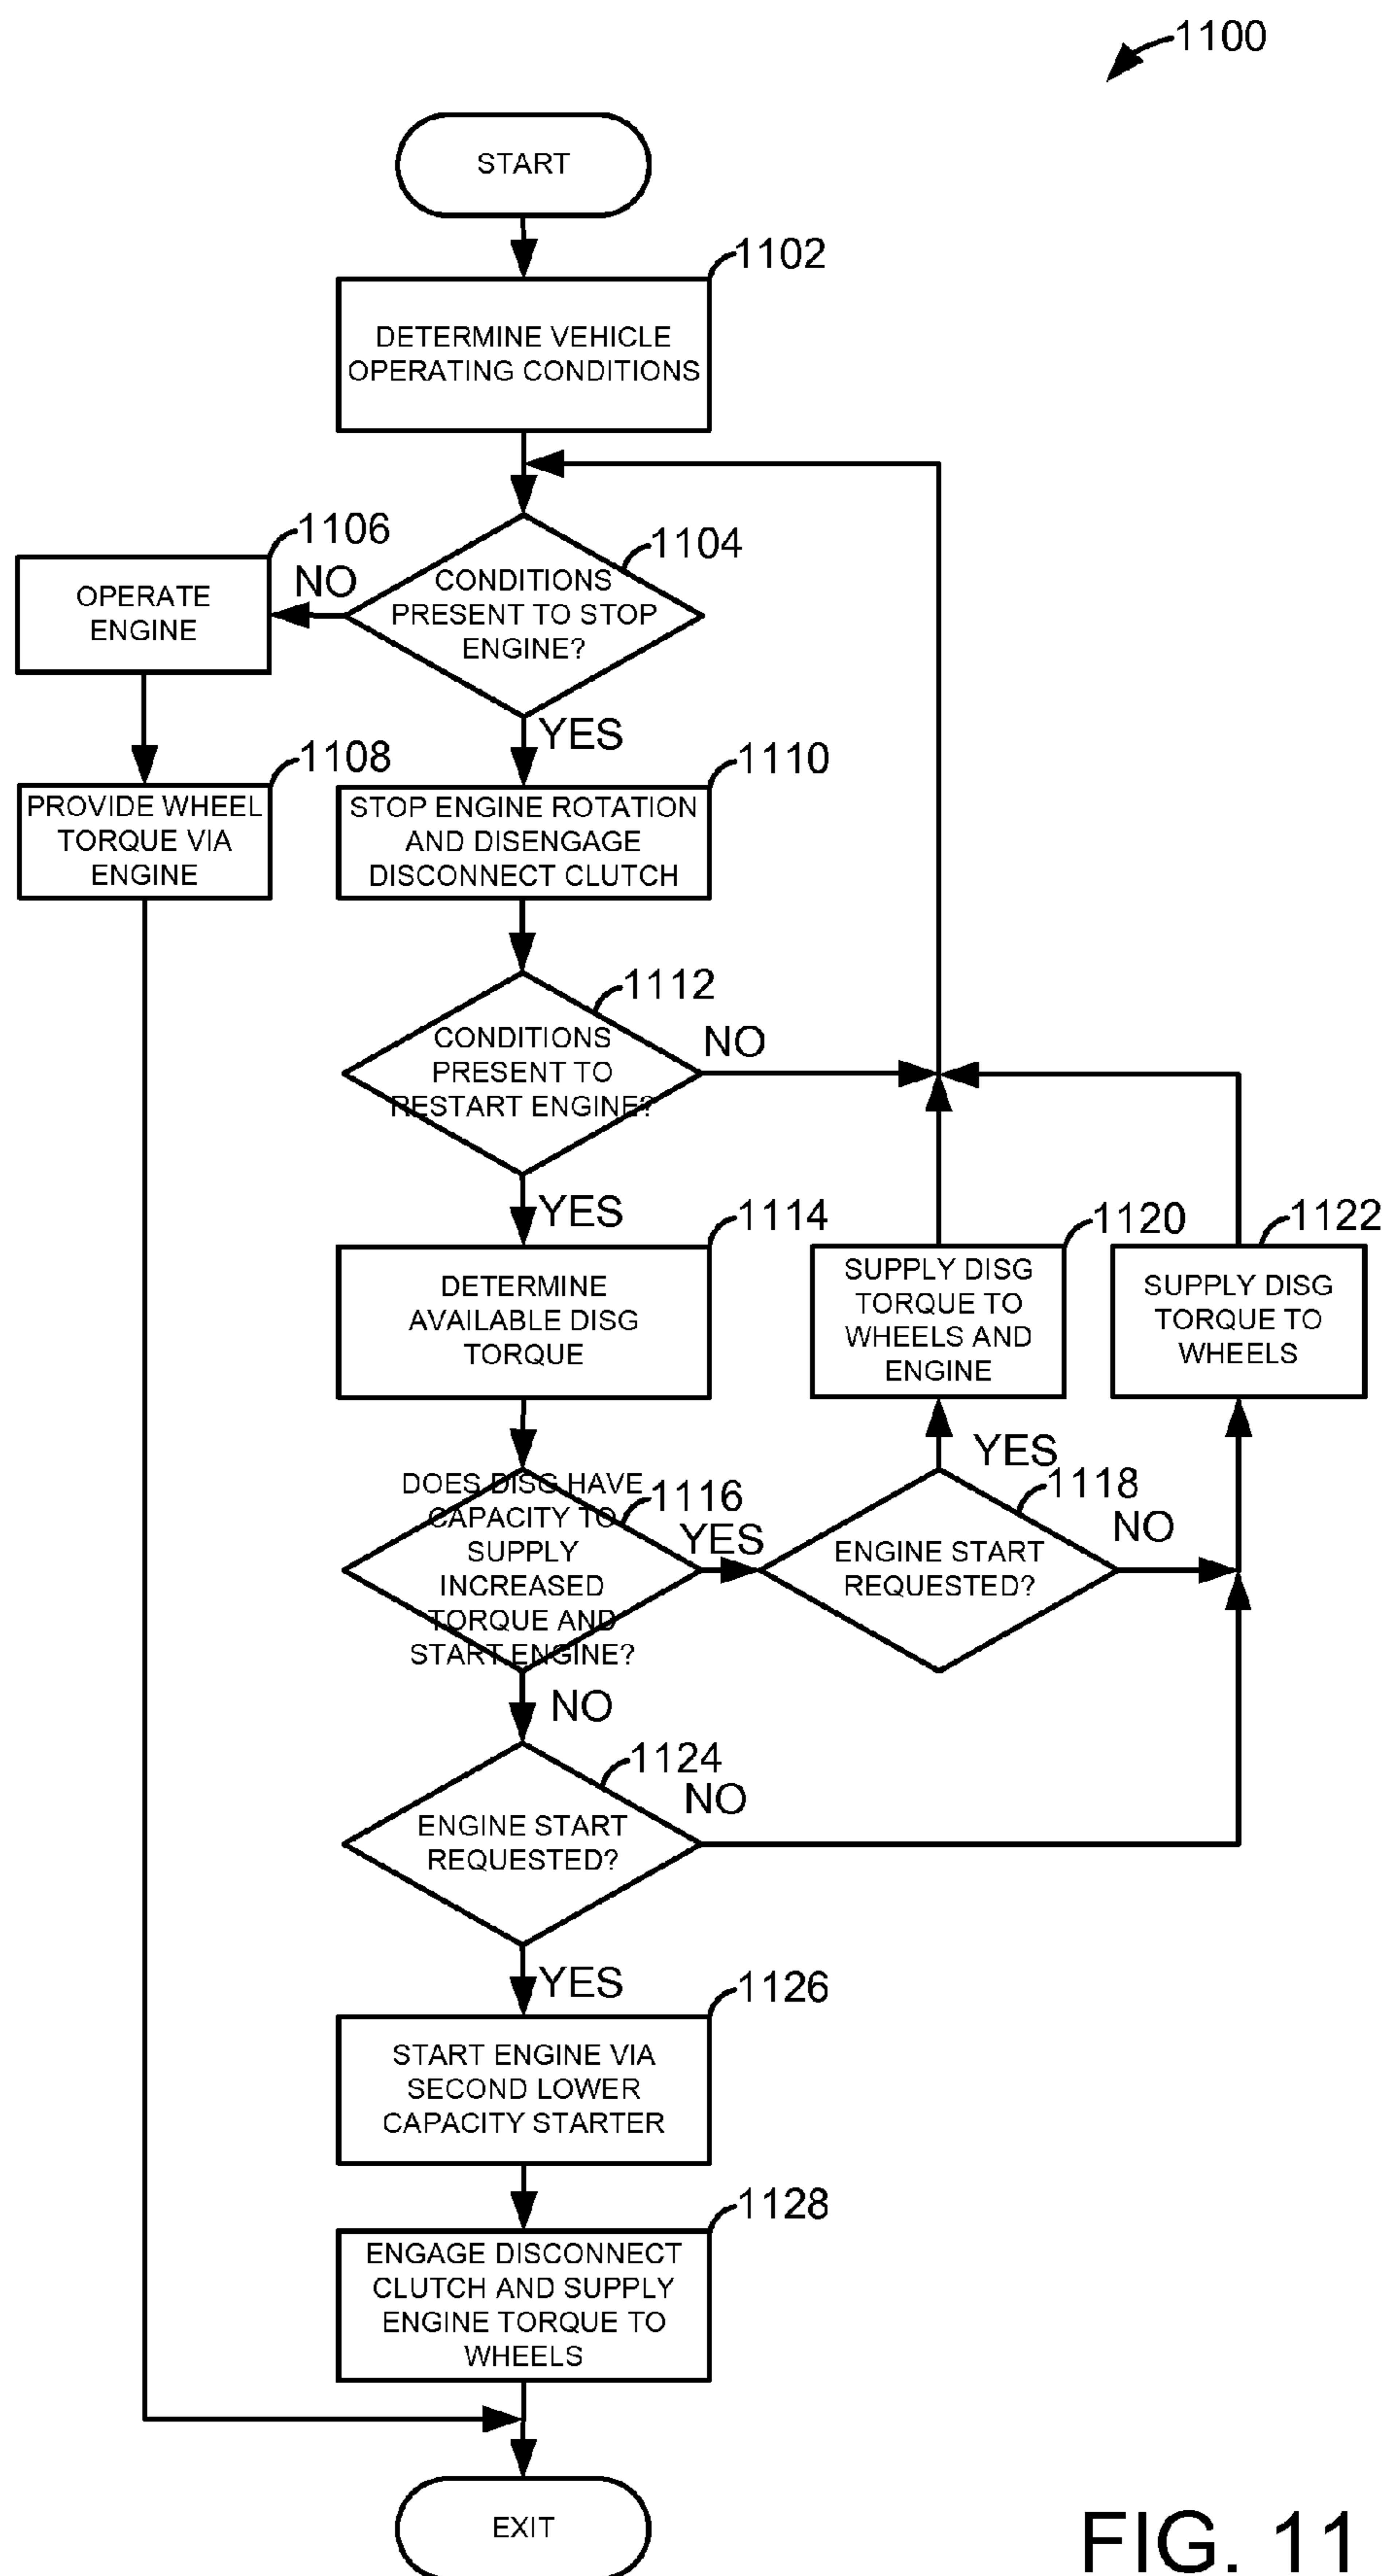 1100
START
1102
DETERMINE VEHICLE
OPERATING CONDITIONS
1106
1104
OPERATE
ENGINE
NO
CONDITIONS
PRESENT TO STOP
ENGINE?
YES
1108
1110
PROVIDE WHEEL
TORQUE VIA
ENGINE
STOP ENGINE ROTATION
AND DISENGAGE
DISCONNECT CLUTCH
1112
CONDITIONS
PRESENT TO
RESTART ENGINE?
NO
YES
1114
1120
1122
DETERMINE
AVAILABLE DISG
TORQUE
SUPPLY DISG
TORQUE TO
WHEELS AND
ENGINE
SUPPLY DISG
TORQUE TO
WHEELS
DOES DISG HAVE
CAPACITY TO
SUPPLY
INCREASED
TORQUE AND
START ENGINE?
1116
YES
YES
1118
ENGINE START
REQUESTED?
NO
NO
1124
ENGINE START
REQUESTED?
NO
YES
1126
START ENGINE VIA
SECOND LOWER
CAPACITY STARTER
1128
ENGAGE DISCONNECT
CLUTCH AND SUPPLY
ENGINE TORQUE TO
WHEELS
EXIT
FIG. 11